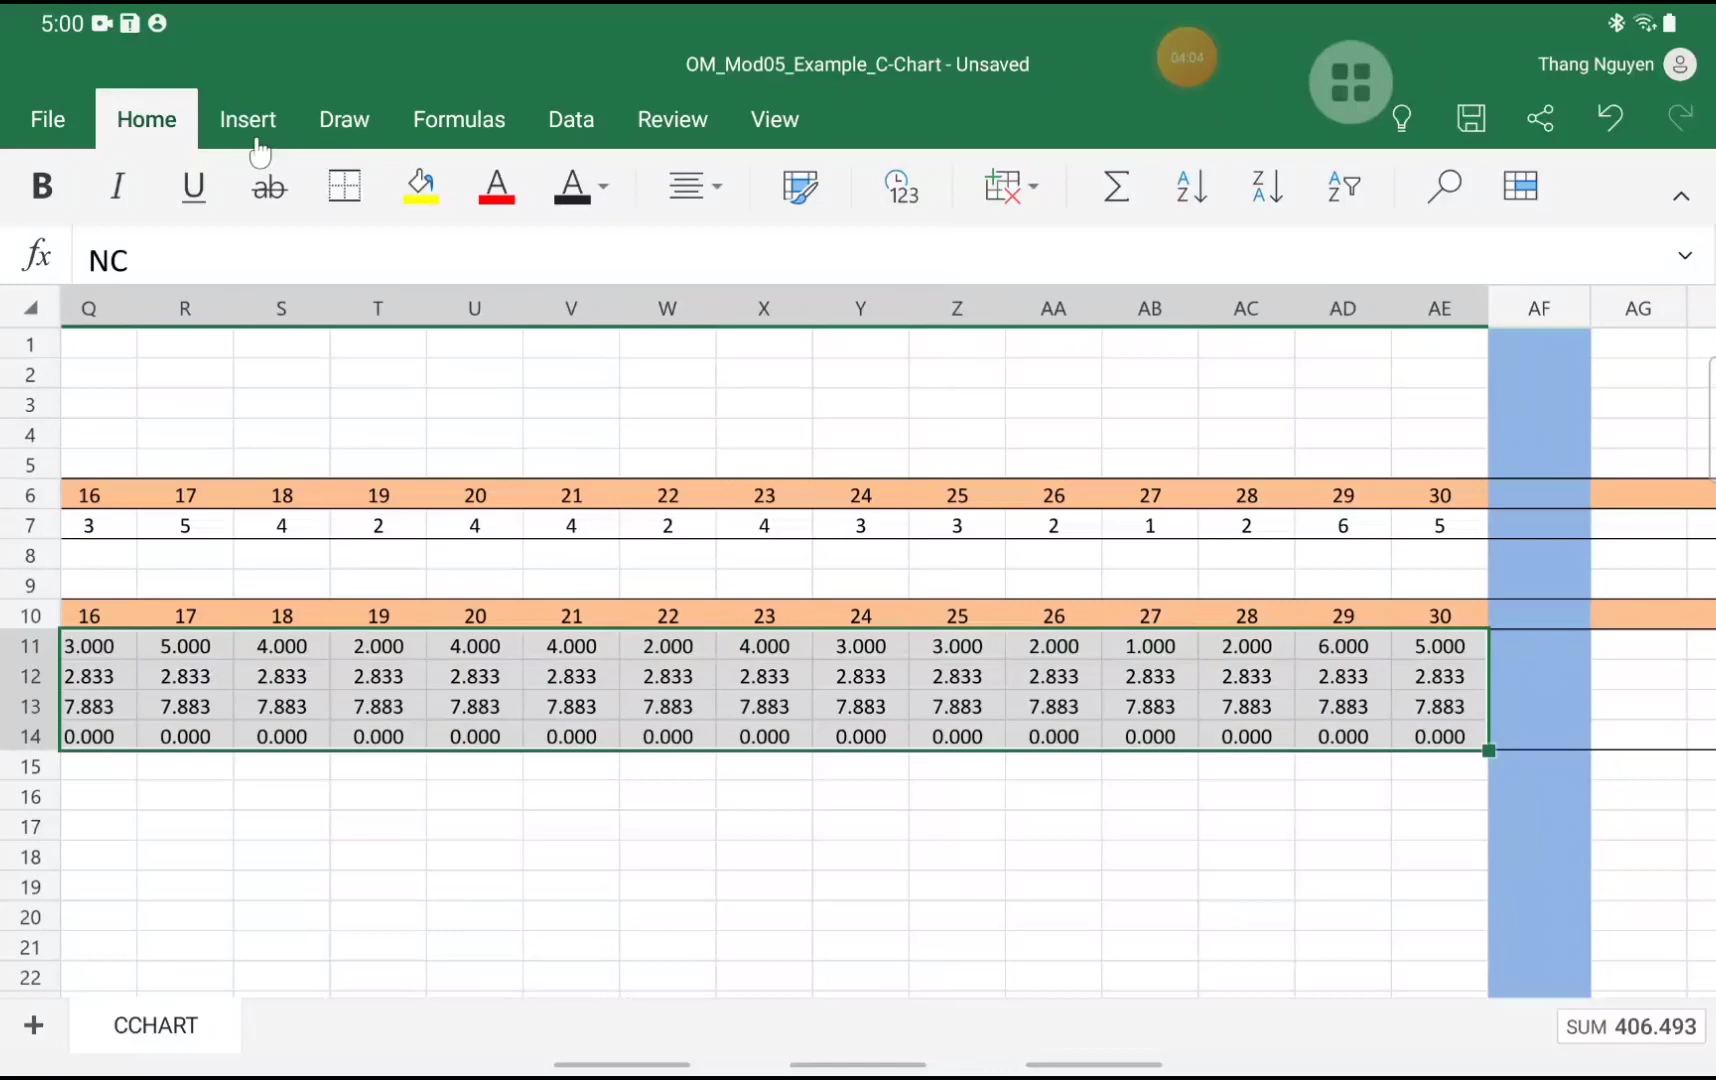 5:00
OM_Mod05_Example_C-Chart - Unsaved
04:04
Thang Nguyen
File Home Insert Draw Formulas Data Review View
B I U ab A A 123 Σ A Z Z A A Z
fx NC
Q R S T U V W X Y Z AA AB AC AD AE AF AG
1
2
3
4
5
6 16 17 18 19 20 21 22 23 24 25 26 27 28 29 30
7 3 5 4 2 4 4 2 4 3 3 2 1 2 6 5
8
9
10 16 17 18 19 20 21 22 23 24 25 26 27 28 29 30
11 3.000 5.000 4.000 2.000 4.000 4.000 2.000 4.000 3.000 3.000 2.000 1.000 2.000 6.000 5.000
12 2.833 2.833 2.833 2.833 2.833 2.833 2.833 2.833 2.833 2.833 2.833 2.833 2.833 2.833 2.833
13 7.883 7.883 7.883 7.883 7.883 7.883 7.883 7.883 7.883 7.883 7.883 7.883 7.883 7.883 7.883
14 0.000 0.000 0.000 0.000 0.000 0.000 0.000 0.000 0.000 0.000 0.000 0.000 0.000 0.000 0.000
15
16
17
18
19
20
21
22
+ CCHART SUM 406.493